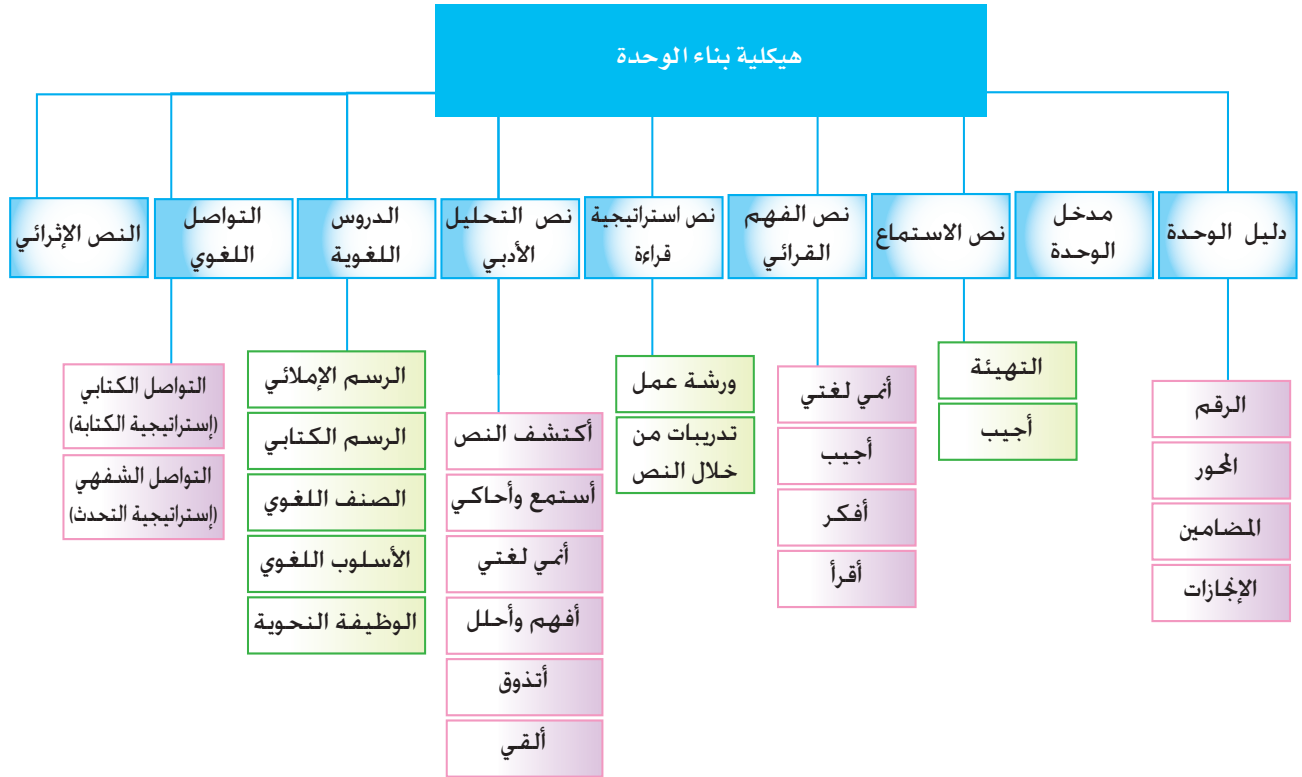 هيكلية بناء الوحدة
دليل الوحدة
مدخل
الوحدة
نص الاستماع
نص الفهم
القرائي
نص استراتيجية
قراءة
نص التحليل
الأدبي
الدروس
اللغوية
التواصل
اللغوي
النص الإثرائي
الرقم
المحور
المضامين
الإنجازات
التهيئة
أجيب
أنمي لغتي
أجيب
أفكر
أقرأ
ورشة عمل
تدريبات من
خلال النص
أكتشف النص
أستمع وأحاكي
أنمي لغتي
أفهم وأحلل
أتذوق
ألقي
الرسم الإملائي
الرسم الكتابي
الصنف اللغوي
الأسلوب اللغوي
الوظيفة النحوية
التواصل الكتابي
(إستراتيجية الكتابة)
التواصل الشفهي
(إستراتيجية التحدث)